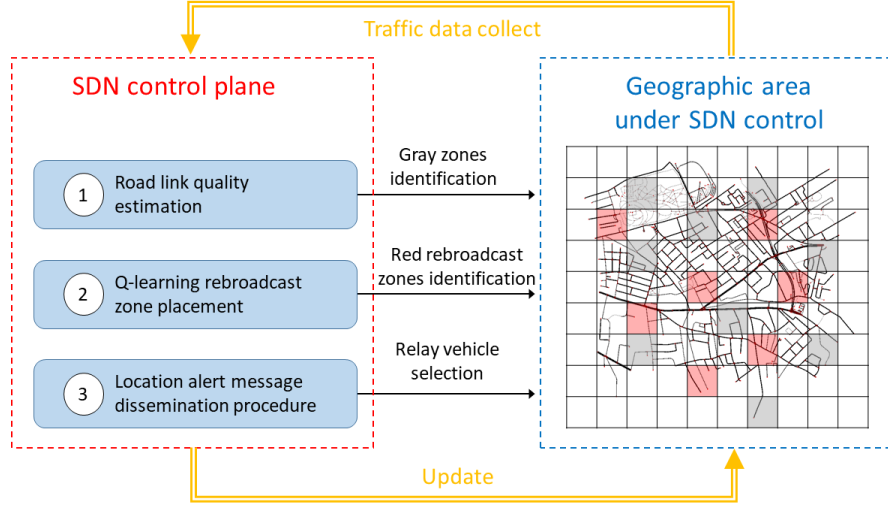 Traffic data collect
SDN control plane
Geographic area
under SDN control
1
Road link quality
estimation
Gray zones
identification
2
Q-learning rebroadcast
zone placement
Red rebroadcast
zones identification
3
Location alert message
dissemination procedure
Relay vehicle
selection
Update